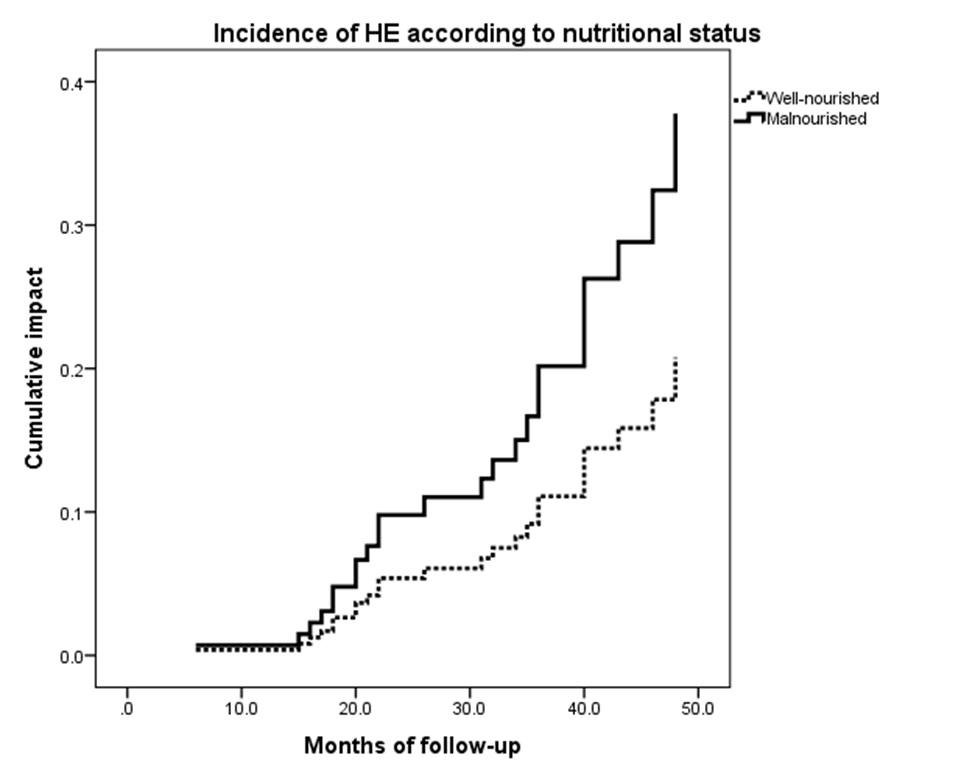 Incidence of HE according to nutritional status
Well-nourished
Malnourished
0.4
0.3
0.2
0.1
0.0
Cumulative impact
.0 10.0 20.0 30.0 40.0 50.0
Months of follow-up